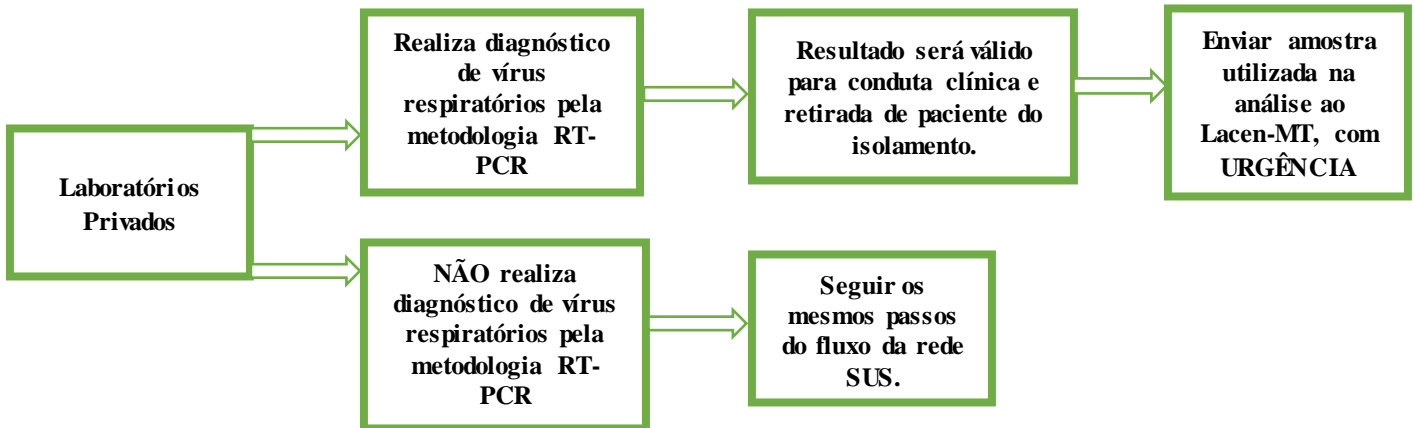 Laboratórios
Privados
Realiza diagnóstico
de vírus
respiratórios pela
metodologia RT-
PCR
Resultado será válido
para conduta clínica e
retirada de paciente do
isolamento.
Enviar amostra
utilizada na
análise ao
Lacen-MT, com
URGÊNCIA
NÃO realiza
diagnóstico de vírus
respiratórios pela
metodologia RT-
PCR
Seguir os
mesmos passos
do fluxo da rede
SUS.